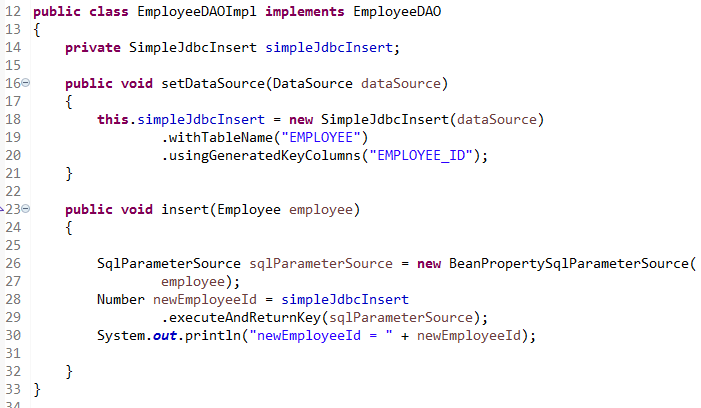 12 public class EmployeeDAOImpl implements EmployeeDAO
13 {
14     private SimpleJdbcInsert simpleJdbcInsert;
15
16     public void setDataSource(DataSource dataSource)
17     {
18         this.simpleJdbcInsert = new SimpleJdbcInsert(dataSource)
19                 .withTableName("EMPLOYEE")
20                 .usingGeneratedKeyColumns("EMPLOYEE_ID");
21     }
22
23     public void insert(Employee employee)
24     {
25
26         SqlParameterSource sqlParameterSource = new BeanPropertySqlParameterSource(
27                 employee);
28         Number newEmployeeId = simpleJdbcInsert
29                 .executeAndReturnKey(sqlParameterSource);
30         System.out.println("newEmployeeId = " + newEmployeeId);
31
32     }
33 }
34